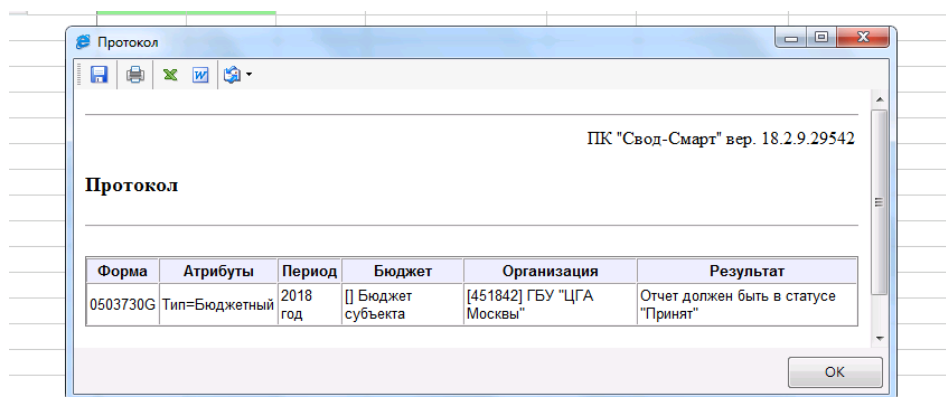 Протокол
ПК "Свод-Смарт" вер. 18.2.9.29542
Протокол
Форма Атрибуты Период Бюджет Организация Результат
0503730G Тип=Бюджетный 2018 год [] Бюджет субъекта [451842] ГБУ "ЦГА Москвы" Отчет должен быть в статусе "Принят"
OK